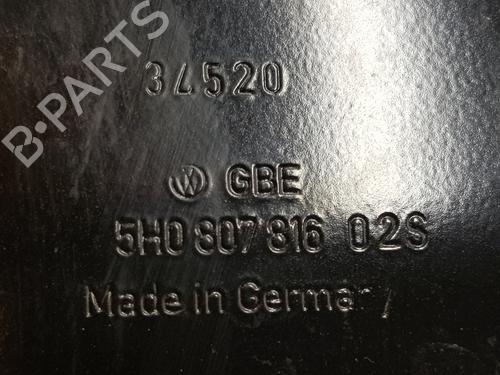 B-PARTS
34520
GBE
5H0 807 816 02S
Made in Germany